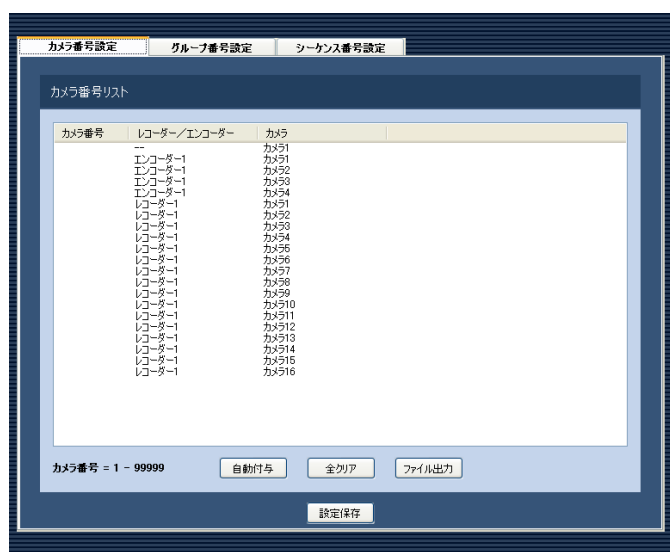 カメラ番号設定 グループ番号設定 シーケンス番号設定
カメラ番号リスト
カメラ番号 レコーダー／エンコーダー カメラ
-- カメラ1
エンコーダー1 カメラ1
エンコーダー1 カメラ2
エンコーダー1 カメラ3
エンコーダー1 カメラ4
レコーダー1 カメラ1
レコーダー1 カメラ2
レコーダー1 カメラ3
レコーダー1 カメラ4
レコーダー1 カメラ5
レコーダー1 カメラ6
レコーダー1 カメラ7
レコーダー1 カメラ8
レコーダー1 カメラ9
レコーダー1 カメラ10
レコーダー1 カメラ11
レコーダー1 カメラ12
レコーダー1 カメラ13
レコーダー1 カメラ14
レコーダー1 カメラ15
レコーダー1 カメラ16
カメラ番号 = 1 - 99999 自動付与 全クリア ファイル出力
設定保存